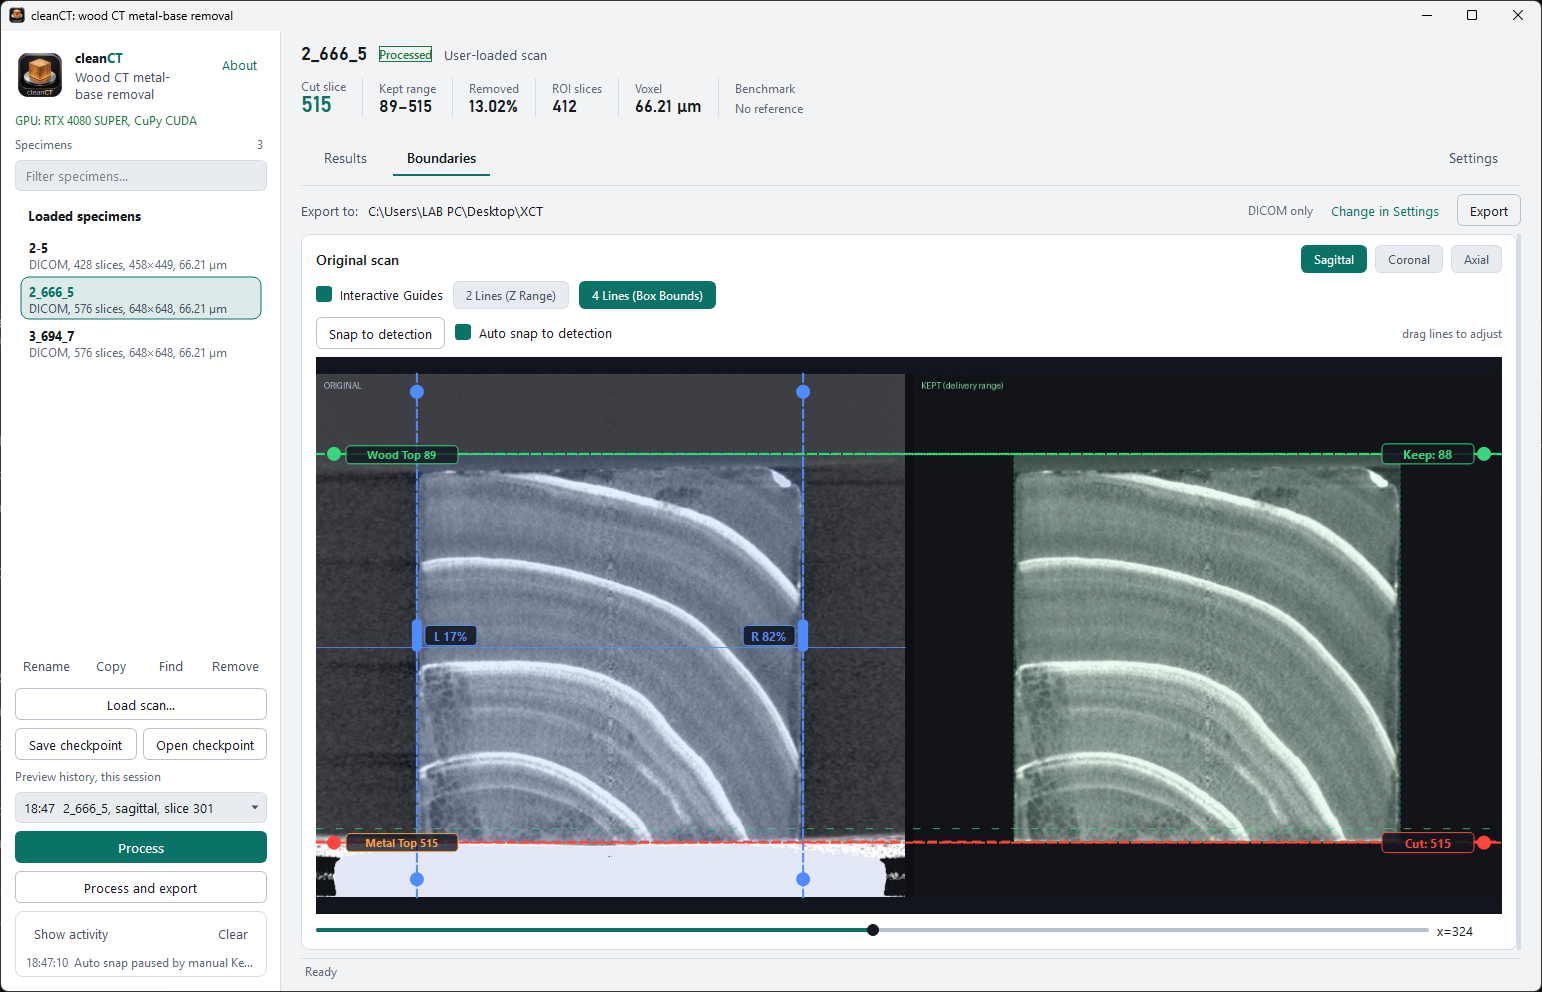 cleanCT: wood CT metal-base removal
cleanCT
Wood CT metal-
base removal
About
cleanCT
GPU: RTX 4080 SUPER, CuPy CUDA
Specimens 3
Filter specimens...
Loaded specimens
2-5
DICOM, 428 slices, 458×449, 66.21 µm
2_666_5
DICOM, 576 slices, 648×648, 66.21 µm
3_694_7
DICOM, 576 slices, 648×648, 66.21 µm
Rename Copy Find Remove
Load scan...
Save checkpoint Open checkpoint
Preview history, this session
18:47 2_666_5, sagittal, slice 301
Process
Process and export
Show activity Clear
18:47:10 Auto snap paused by manual Ke...
2_666_5 Processed User-loaded scan
Cut slice
515
Kept range
89–515
Removed
13.02%
ROI slices
412
Voxel
66.21 µm
Benchmark
No reference
Results Boundaries Settings
Export to: C:\Users\LAB PC\Desktop\XCT DICOM only Change in Settings Export
Original scan Sagittal Coronal Axial
Interactive Guides 2 Lines (Z Range) 4 Lines (Box Bounds)
Snap to detection Auto snap to detection drag lines to adjust
ORIGINAL KEPT (delivery range)
Wood Top 89 Keep: 88
L 17% R 82%
Metal Top 515 Cut: 515
x=324
Ready